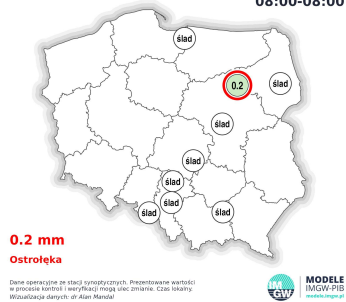 08:00-08:00
ślad
0.2
ślad
ślad
ślad
ślad
ślad
ślad
ślad
0.2 mm
Ostrołęka
Dane operacyjne ze stacji synoptycznych. Prezentowane wartości
w procesie kontroli i weryfikacji mogą ulec zmianie. Czas lokalny.
Wizualizacja danych: dr Alan Mandal
IM
GW
MODELE
IMGW-PIB
modele.imgw.pl